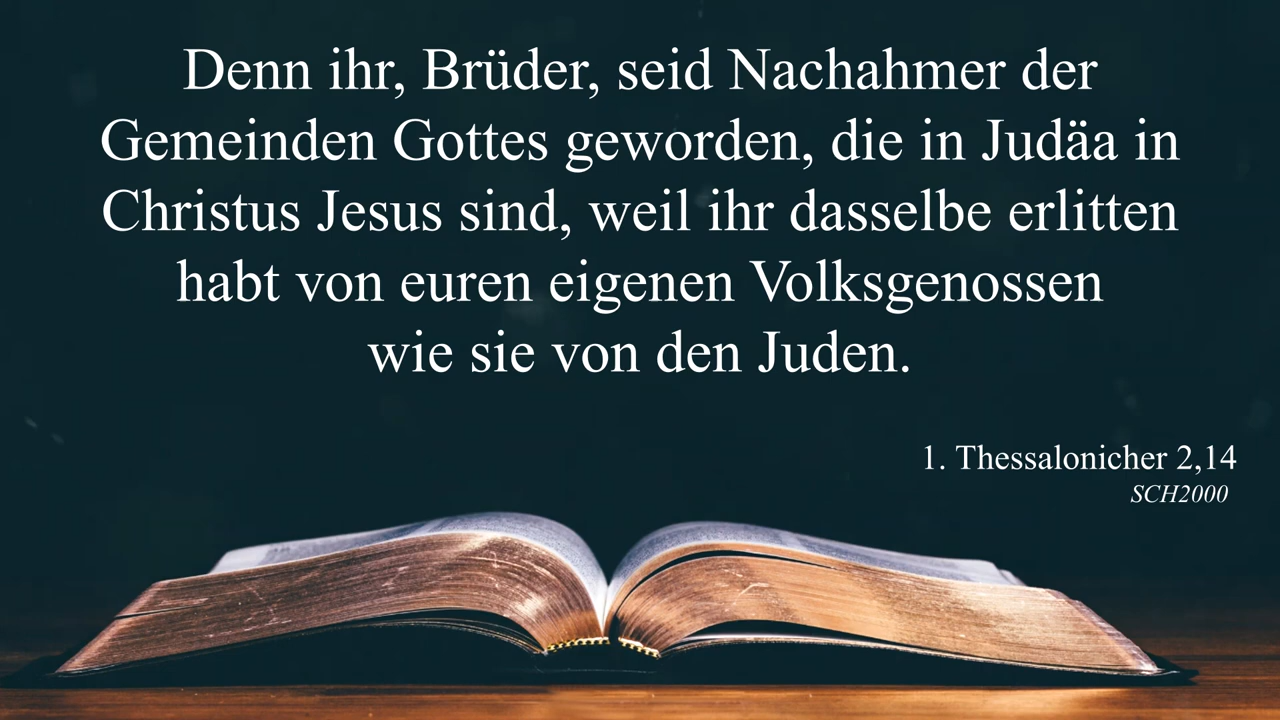 Denn ihr, Brüder, seid Nachahmer der
Gemeinden Gottes geworden, die in Judäa in
Christus Jesus sind, weil ihr dasselbe erlitten
habt von euren eigenen Volksgenossen
wie sie von den Juden.
1. Thessalonicher 2,14
SCH2000